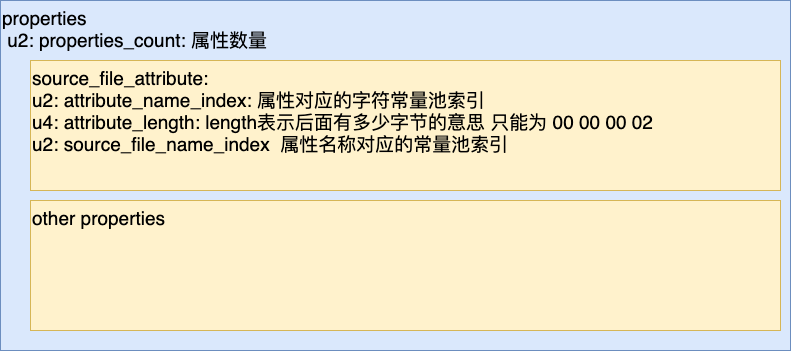 properties
u2: properties_count: 属性数量
source_file_attribute:
u2: attribute_name_index: 属性对应的字符常量池索引
u4: attribute_length: length表示后面有多少字节的意思 只能为 00 00 00 02
u2: source_file_name_index  属性名称对应的常量池索引
other properties